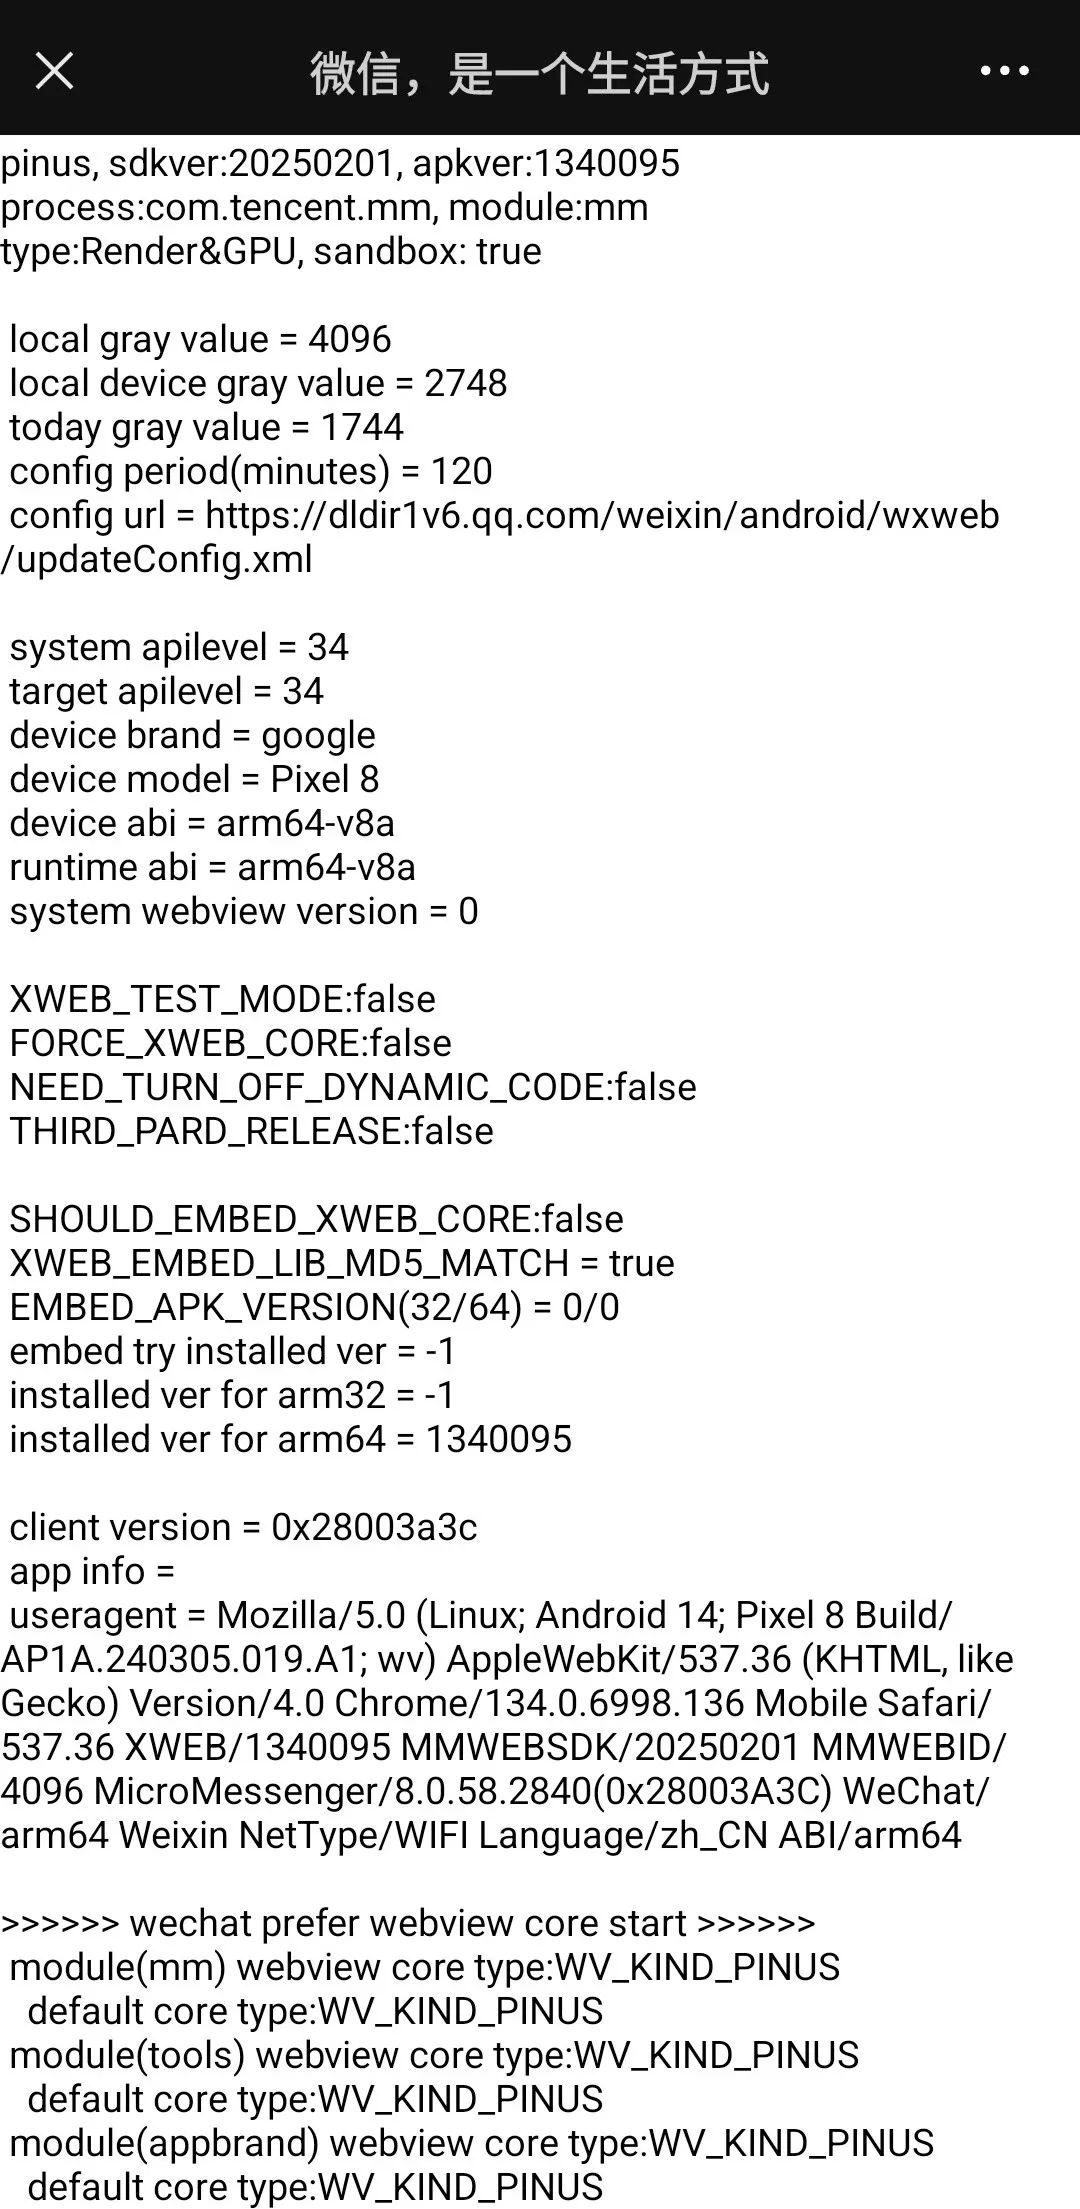 微信，是一个生活方式
pinus, sdkver:20250201, apkver:1340095
process:com.tencent.mm, module:mm
type:Render&GPU, sandbox: true
local gray value = 4096
local device gray value = 2748
today gray value = 1744
config period(minutes) = 120
config url = https://dldir1v6.qq.com/weixin/android/wxweb
/updateConfig.xml
system apilevel = 34
target apilevel = 34
device brand = google
device model = Pixel 8
device abi = arm64-v8a
runtime abi = arm64-v8a
system webview version = 0
XWEB_TEST_MODE:false
FORCE_XWEB_CORE:false
NEED_TURN_OFF_DYNAMIC_CODE:false
THIRD_PARD_RELEASE:false
SHOULD_EMBED_XWEB_CORE:false
XWEB_EMBED_LIB_MD5_MATCH = true
EMBED_APK_VERSION(32/64) = 0/0
embed try installed ver = -1
installed ver for arm32 = -1
installed ver for arm64 = 1340095
client version = 0x28003a3c
app info =
useragent = Mozilla/5.0 (Linux; Android 14; Pixel 8 Build/
AP1A.240305.019.A1; wv) AppleWebKit/537.36 (KHTML, like
Gecko) Version/4.0 Chrome/134.0.6998.136 Mobile Safari/
537.36 XWEB/1340095 MMWEBSDK/20250201 MMWEBID/
4096 MicroMessenger/8.0.58.2840(0x28003A3C) WeChat/
arm64 Weixin NetType/WIFI Language/zh_CN ABI/arm64
>>>>>> wechat prefer webview core start >>>>>>
module(mm) webview core type:WV_KIND_PINUS
default core type:WV_KIND_PINUS
module(tools) webview core type:WV_KIND_PINUS
default core type:WV_KIND_PINUS
module(appbrand) webview core type:WV_KIND_PINUS
default core type:WV_KIND_PINUS